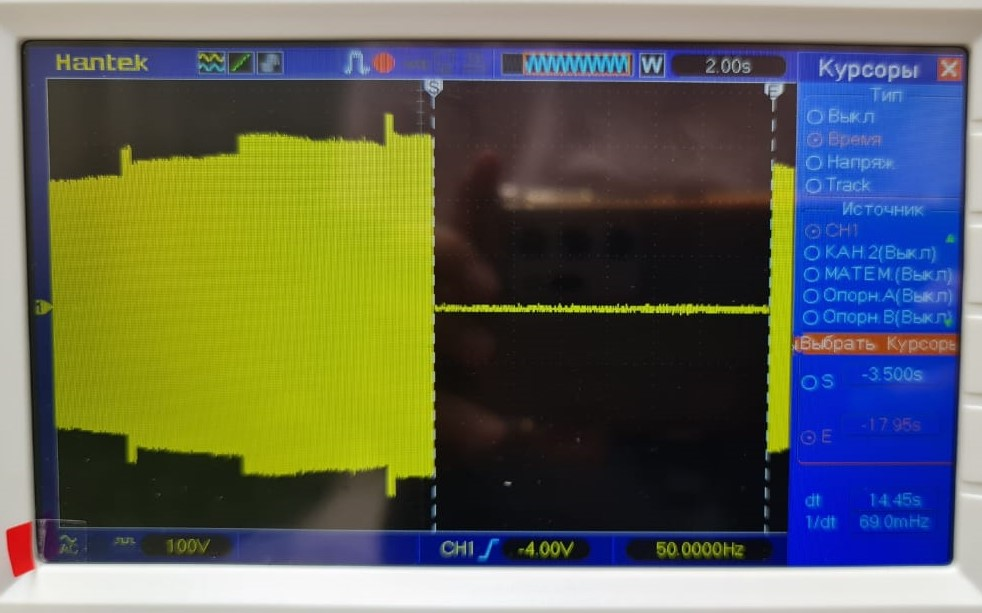 Hantek
W
2.00s
Курсоры
Тип
Выкл
Время
Напряж.
Track
Источник
CH1
КАН.2(Выкл)
МАТЕМ.(Выкл)
Опорн.А(Выкл)
Опорн.В(Выкл)
Выбрать Курсоры
S -3.500s
E -17.95s
dt 14.45s
1/dt 69.0mHz
S
E
1
AC
100V
CH1
-4.00V
50.0000Hz